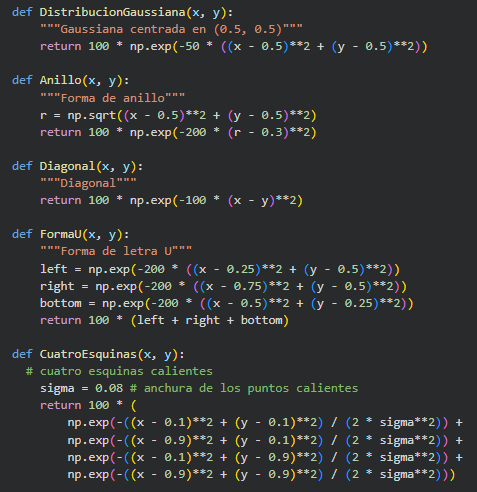 def DistribucionGaussiana(x, y):
    """Gaussiana centrada en (0.5, 0.5)"""
    return 100 * np.exp(-50 * ((x - 0.5)**2 + (y - 0.5)**2))

def Anillo(x, y):
    """Forma de anillo"""
    r = np.sqrt((x - 0.5)**2 + (y - 0.5)**2)
    return 100 * np.exp(-200 * (r - 0.3)**2)

def Diagonal(x, y):
    """Diagonal"""
    return 100 * np.exp(-100 * (x - y)**2)

def FormaU(x, y):
    """Forma de letra U"""
    left = np.exp(-200 * ((x - 0.25)**2 + (y - 0.5)**2))
    right = np.exp(-200 * ((x - 0.75)**2 + (y - 0.5)**2))
    bottom = np.exp(-200 * ((x - 0.5)**2 + (y - 0.25)**2))
    return 100 * (left + right + bottom)

def CuatroEsquinas(x, y):
  # cuatro esquinas calientes
    sigma = 0.08 # anchura de los puntos calientes
    return 100 * (
        np.exp(-((x - 0.1)**2 + (y - 0.1)**2) / (2 * sigma**2)) +
        np.exp(-((x - 0.9)**2 + (y - 0.1)**2) / (2 * sigma**2)) +
        np.exp(-((x - 0.1)**2 + (y - 0.9)**2) / (2 * sigma**2)) +
        np.exp(-((x - 0.9)**2 + (y - 0.9)**2) / (2 * sigma**2)))